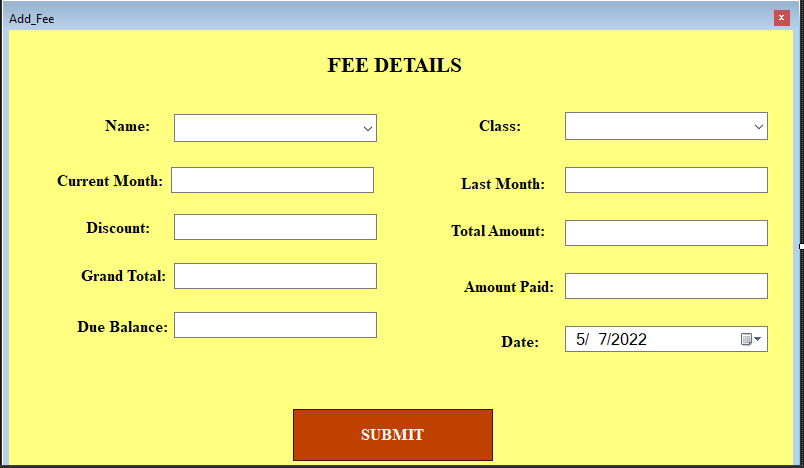 Add_Fee
FEE DETAILS
Name:
Class:
Current Month:
Last Month:
Discount:
Total Amount:
Grand Total:
Amount Paid:
Due Balance:
Date:
5/ 7/2022
SUBMIT